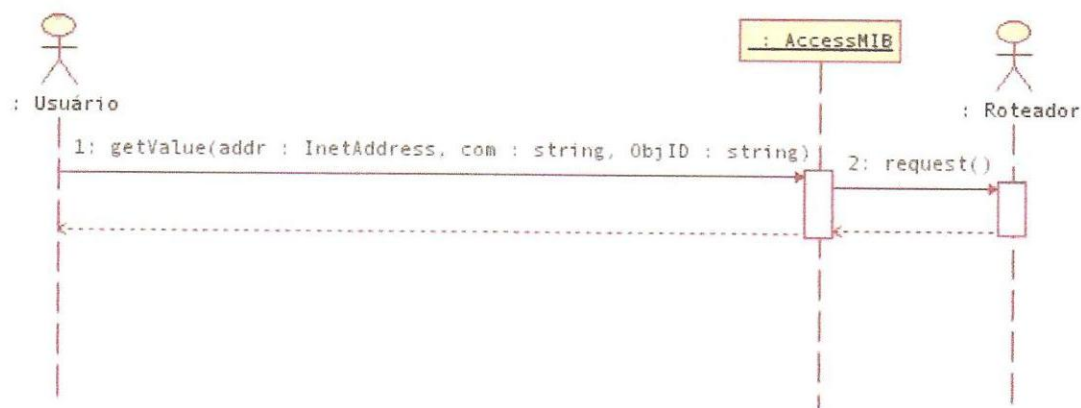 : AccessMIB
: Usuário
: Roteador
1: getValue(addr : InetAddress, com : string, ObjID : string)
2: request()